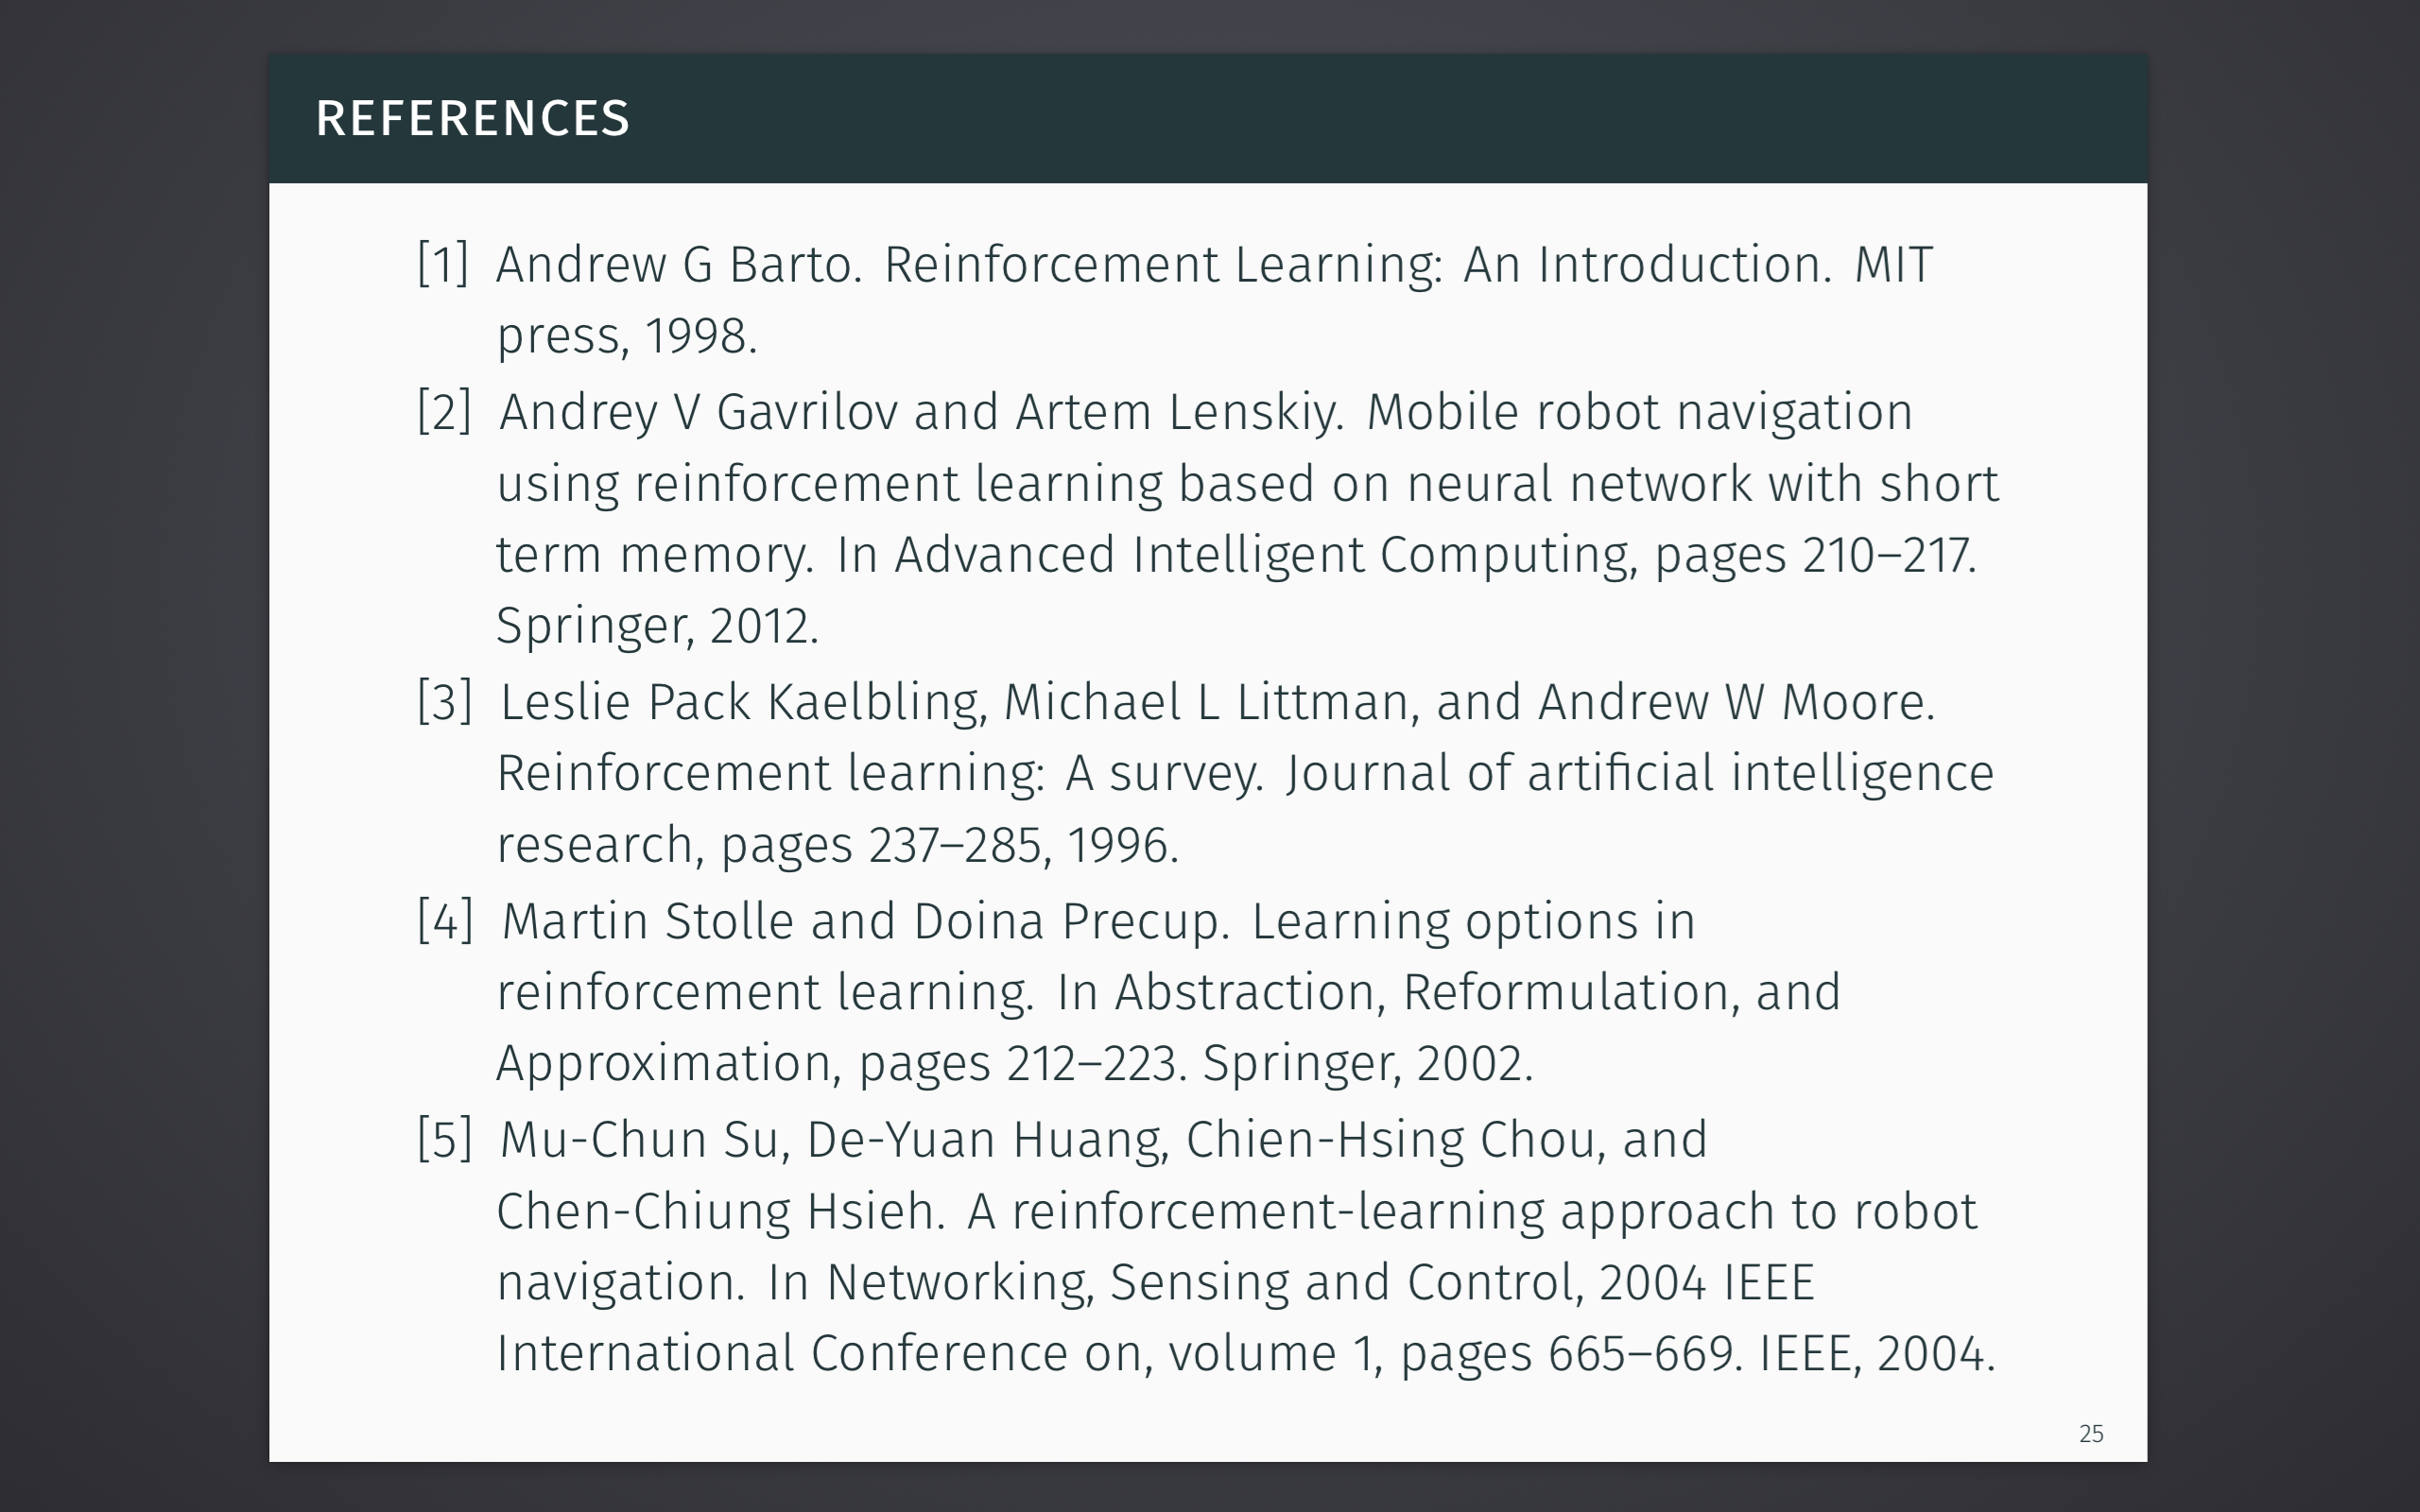 REFERENCES
[1] Andrew G Barto. Reinforcement Learning: An Introduction. MIT
press, 1998.
[2] Andrey V Gavrilov and Artem Lenskiy. Mobile robot navigation
using reinforcement learning based on neural network with short
term memory. In Advanced Intelligent Computing, pages 210–217.
Springer, 2012.
[3] Leslie Pack Kaelbling, Michael L Littman, and Andrew W Moore.
Reinforcement learning: A survey. Journal of artificial intelligence
research, pages 237–285, 1996.
[4] Martin Stolle and Doina Precup. Learning options in
reinforcement learning. In Abstraction, Reformulation, and
Approximation, pages 212–223. Springer, 2002.
[5] Mu-Chun Su, De-Yuan Huang, Chien-Hsing Chou, and
Chen-Chiung Hsieh. A reinforcement-learning approach to robot
navigation. In Networking, Sensing and Control, 2004 IEEE
International Conference on, volume 1, pages 665–669. IEEE, 2004.
25